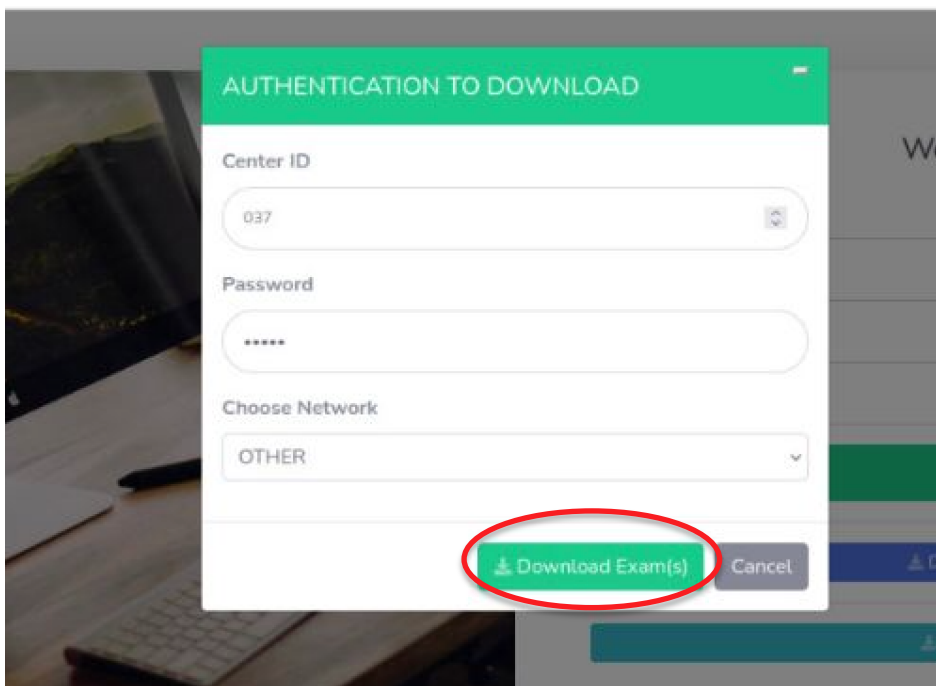 AUTHENTICATION TO DOWNLOAD
Center ID
037
Password
•••••
Choose Network
OTHER
Download Exam(s)
Cancel